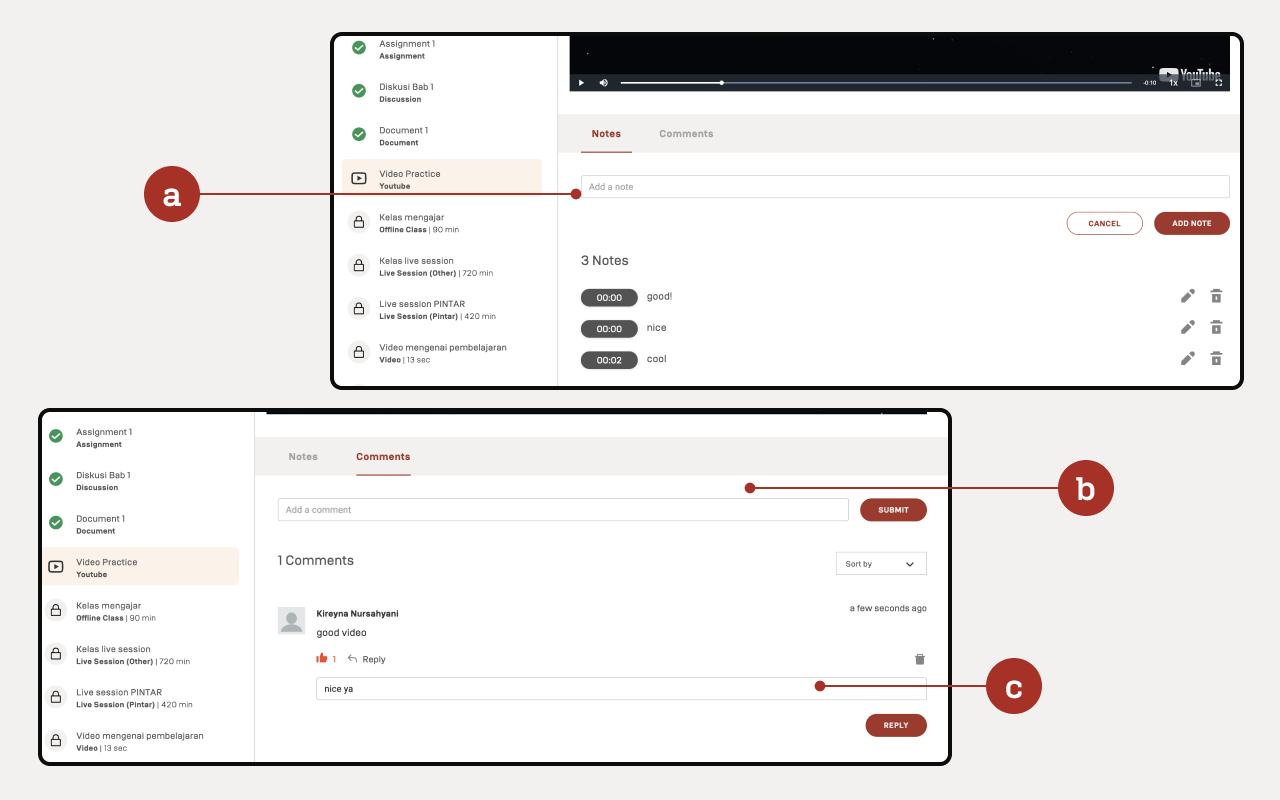 Assignment 1
Assignment
Diskusi Bab 1
Discussion
Document 1
Document
Video Practice
Youtube
Kelas mengajar
Offline Class | 90 min
Kelas live session
Live Session (Other) | 720 min
Live session PINTAR
Live Session (Pintar) | 420 min
Video mengenai pembelajaran
Video | 13 sec
YouTube
-0:10
1x
Notes
Comments
a
Add a note
CANCEL
ADD NOTE
3 Notes
00:00
good!
00:00
nice
00:02
cool
Assignment 1
Assignment
Diskusi Bab 1
Discussion
Document 1
Document
Video Practice
Youtube
Kelas mengajar
Offline Class | 90 min
Kelas live session
Live Session (Other) | 720 min
Live session PINTAR
Live Session (Pintar) | 420 min
Video mengenai pembelajaran
Video | 13 sec
Notes
Comments
b
Add a comment
SUBMIT
1 Comments
Sort by
Kireyna Nursahyani
a few seconds ago
good video
1
Reply
nice ya
c
REPLY